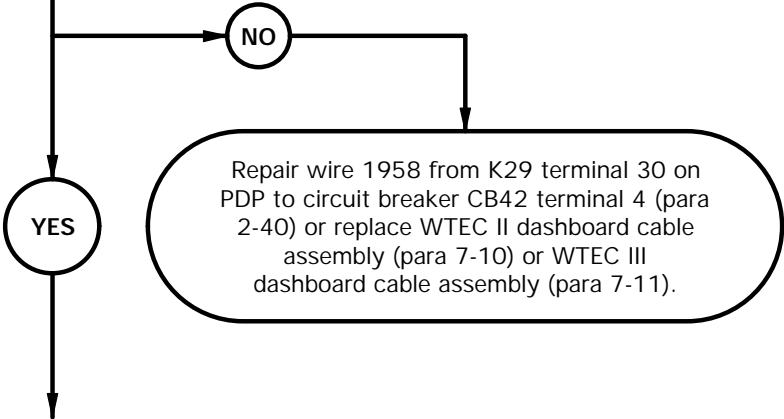 NO
Repair wire 1958 from K29 terminal 30 on
PDP to circuit breaker CB42 terminal 4 (para
2-40) or replace WTEC II dashboard cable
assembly (para 7-10) or WTEC III
dashboard cable assembly (para 7-11).
YES